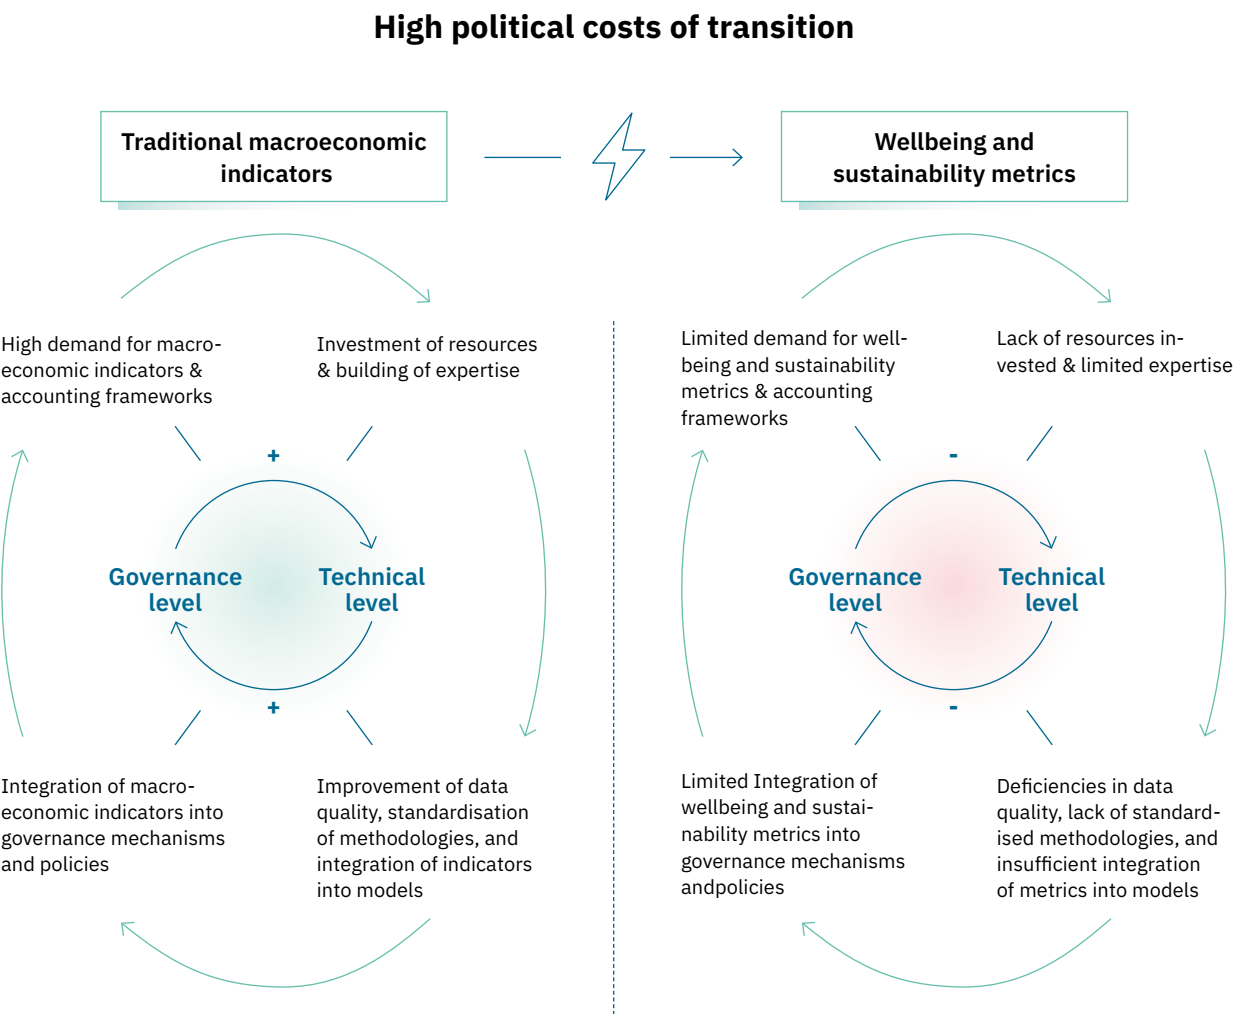 High political costs of transition
Traditional macroeconomic
indicators
Wellbeing and
sustainability metrics
High demand for macro-
economic indicators &
accounting frameworks
Investment of resources
& building of expertise
+
Governance
level
Technical
level
+
Integration of macro-
economic indicators into
governance mechanisms
and policies
Improvement of data
quality, standardisation
of methodologies, and
integration of indicators
into models
Limited demand for well-
being and sustainability
metrics & accounting
frameworks
Lack of resources in-
vested & limited expertise
-
Governance
level
Technical
level
-
Limited Integration of
wellbeing and sustai-
nability metrics into
governance mechanisms
andpolicies
Deficiencies in data
quality, lack of standard-
ised methodologies, and
insufficient integration
of metrics into models